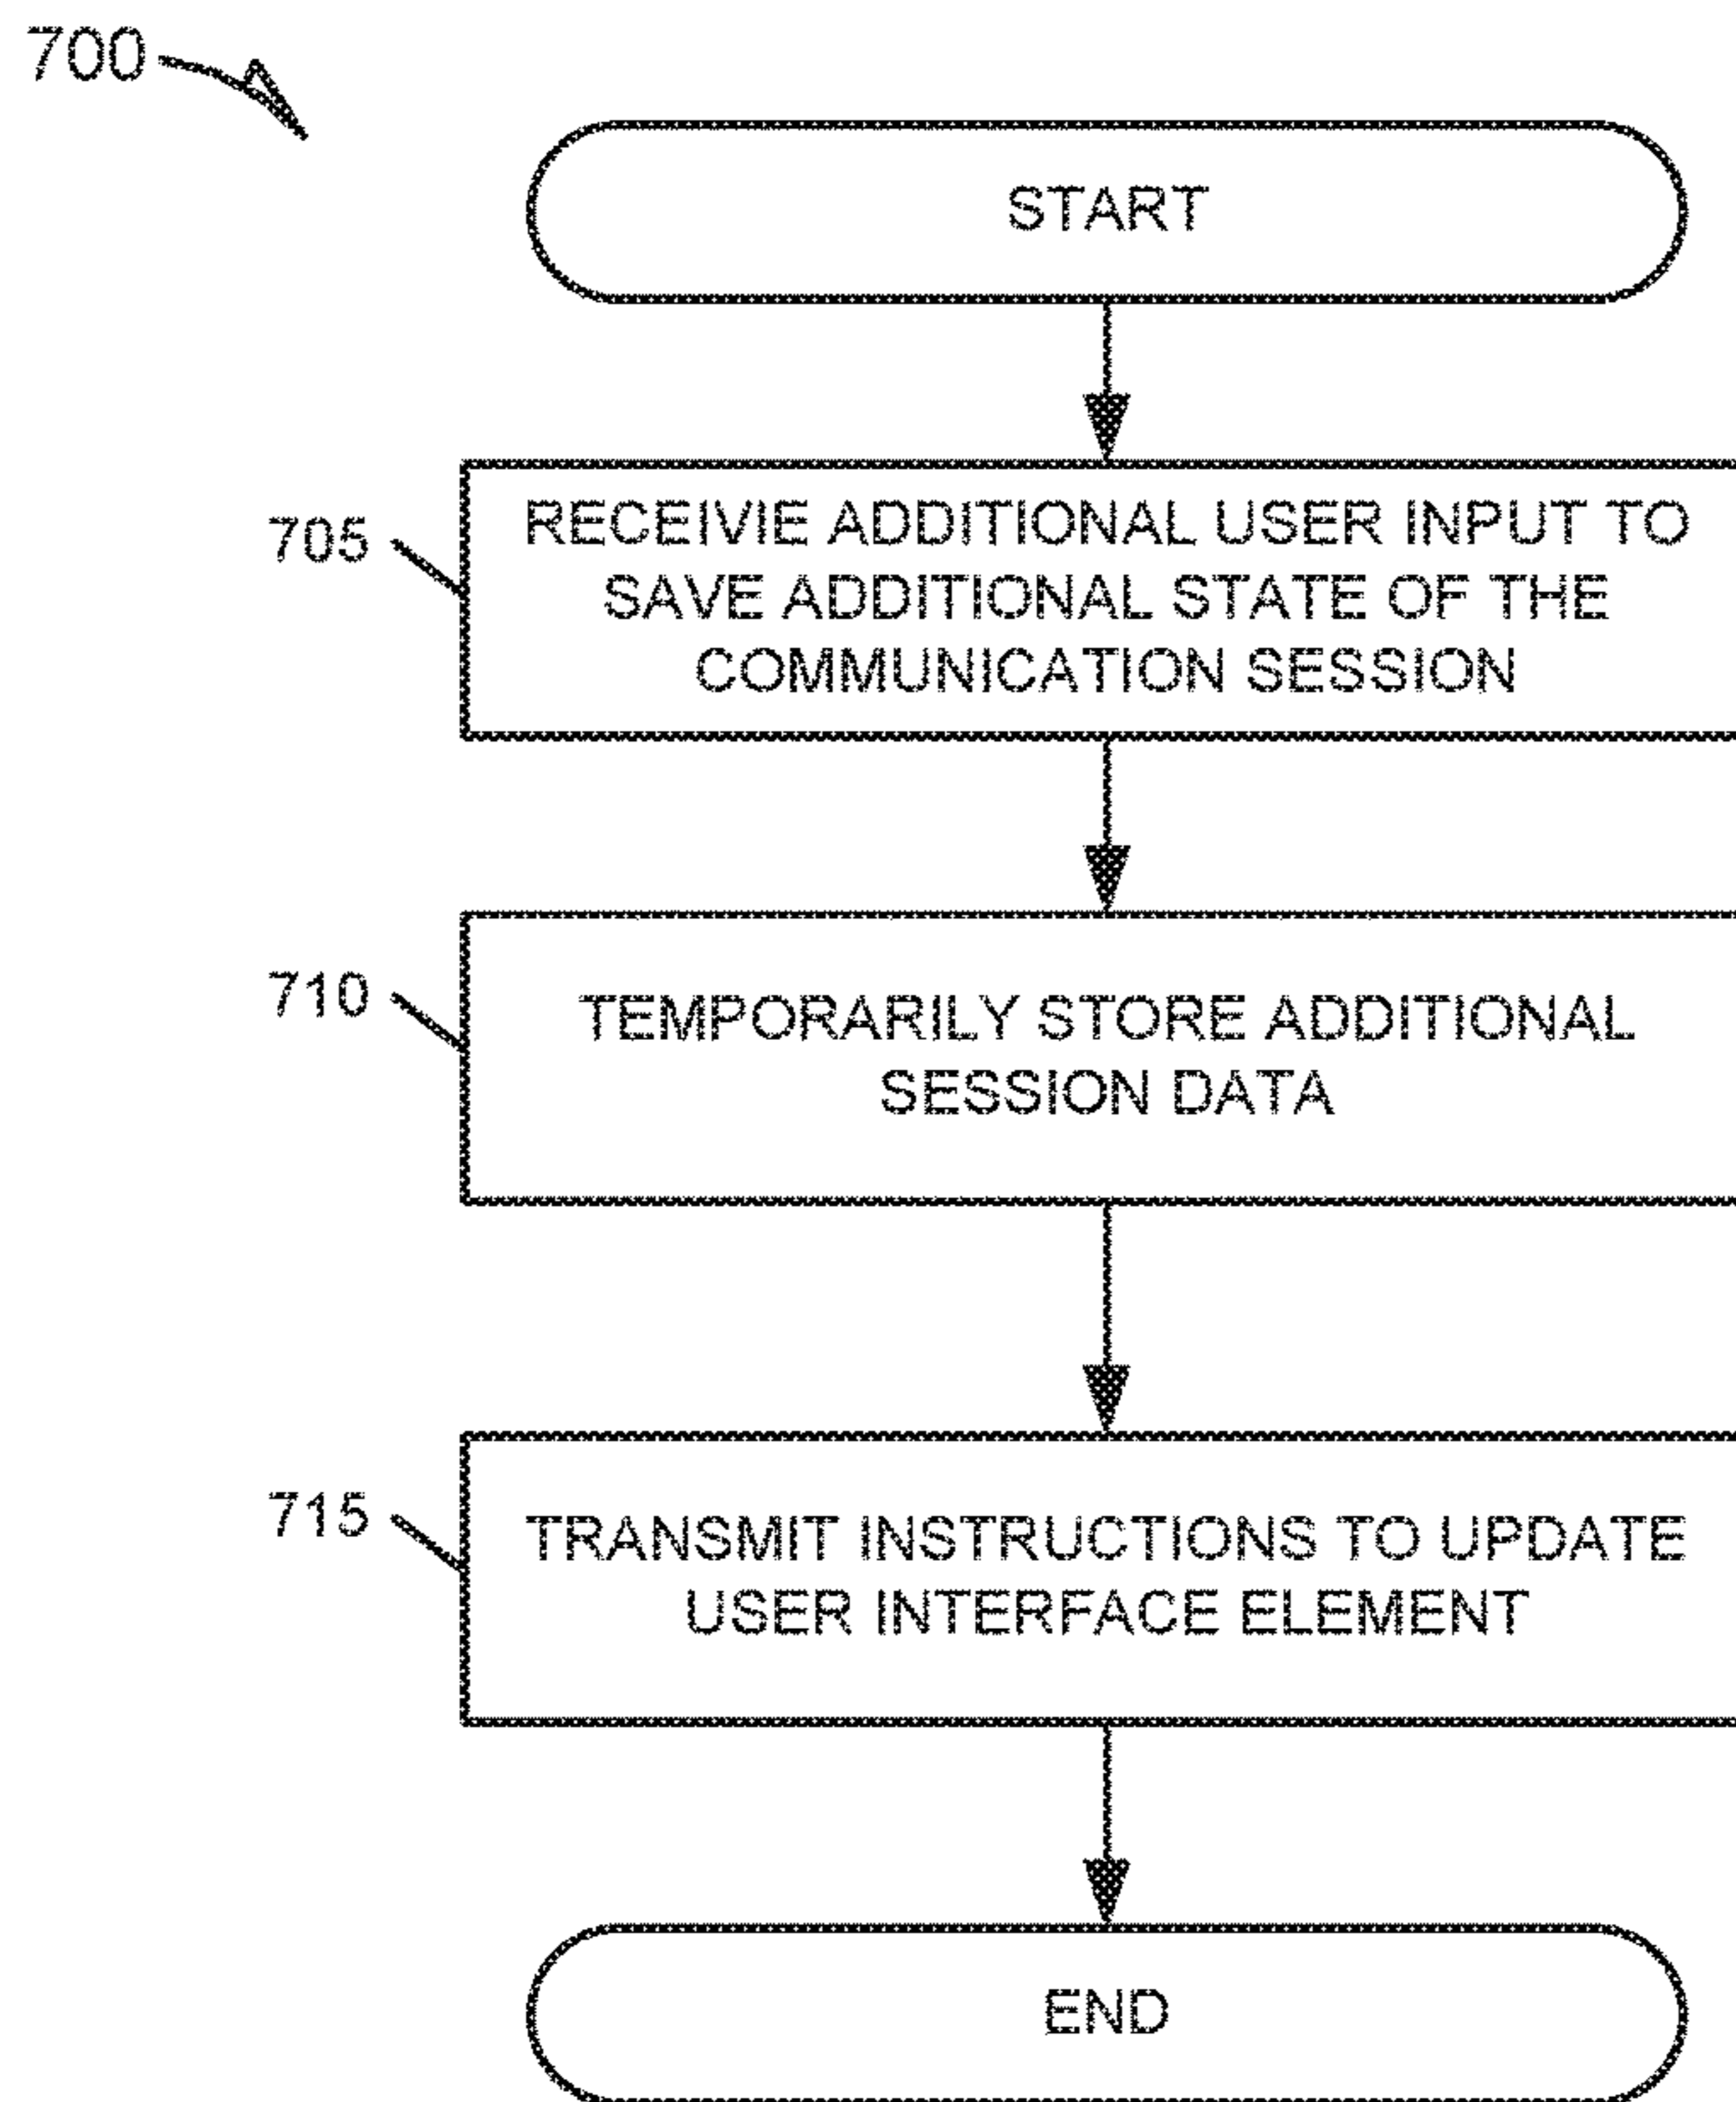 700
START
705
RECEIVIE ADDITIONAL USER INPUT TO
SAVE ADDITIONAL STATE OF THE
COMMUNICATION SESSION
710
TEMPORARILY STORE ADDITIONAL
SESSION DATA
715
TRANSMIT INSTRUCTIONS TO UPDATE
USER INTERFACE ELEMENT
END